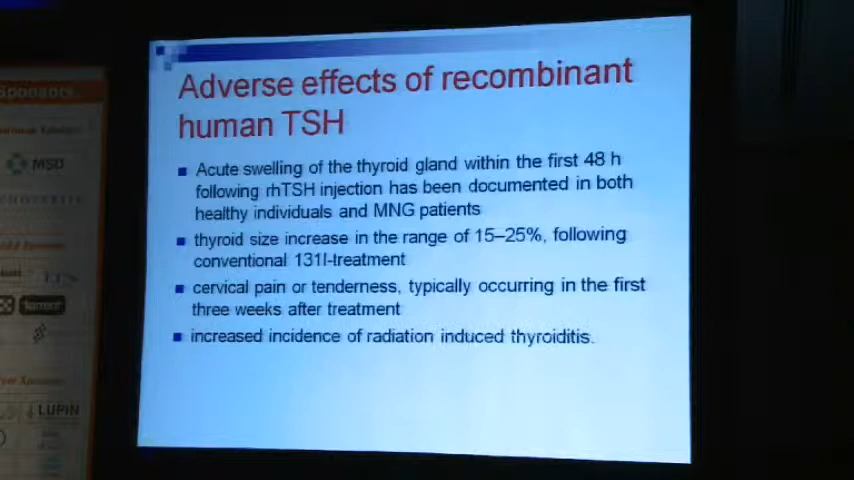 Sponsors
MSD
torrent
LUPIN
Adverse effects of recombinant
human TSH
Acute swelling of the thyroid gland within the first 48 h
following rhTSH injection has been documented in both
healthy individuals and MNG patients
thyroid size increase in the range of 15–25%, following
conventional 131I-treatment
cervical pain or tenderness, typically occurring in the first
three weeks after treatment
increased incidence of radiation induced thyroiditis.